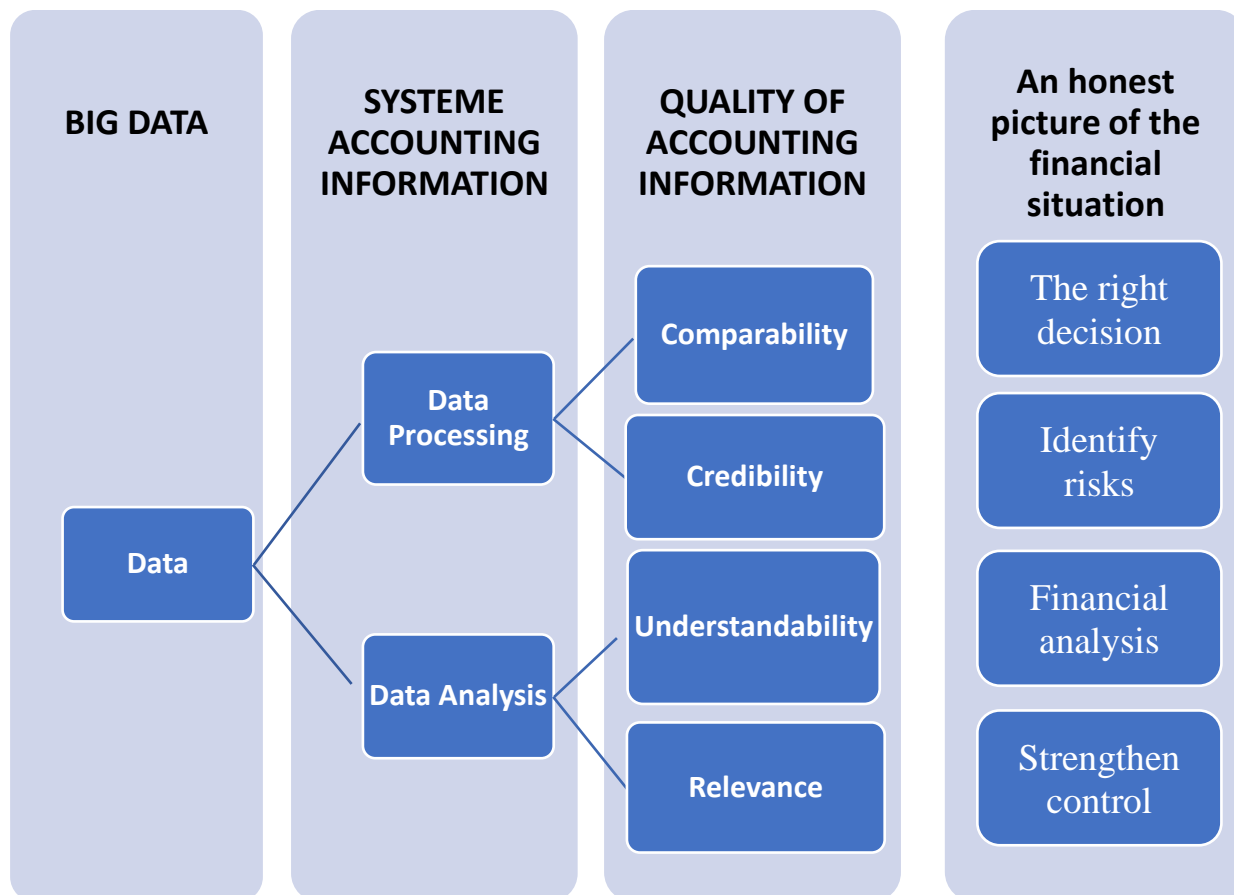 BIG DATA
SYSTEME
ACCOUNTING
INFORMATION
QUALITY OF
ACCOUNTING
INFORMATION
An honest
picture of the
financial
situation
Data
Data
Processing
Data Analysis
Comparability
Credibility
Understandability
Relevance
The right
decision
Identify
risks
Financial
analysis
Strengthen
control